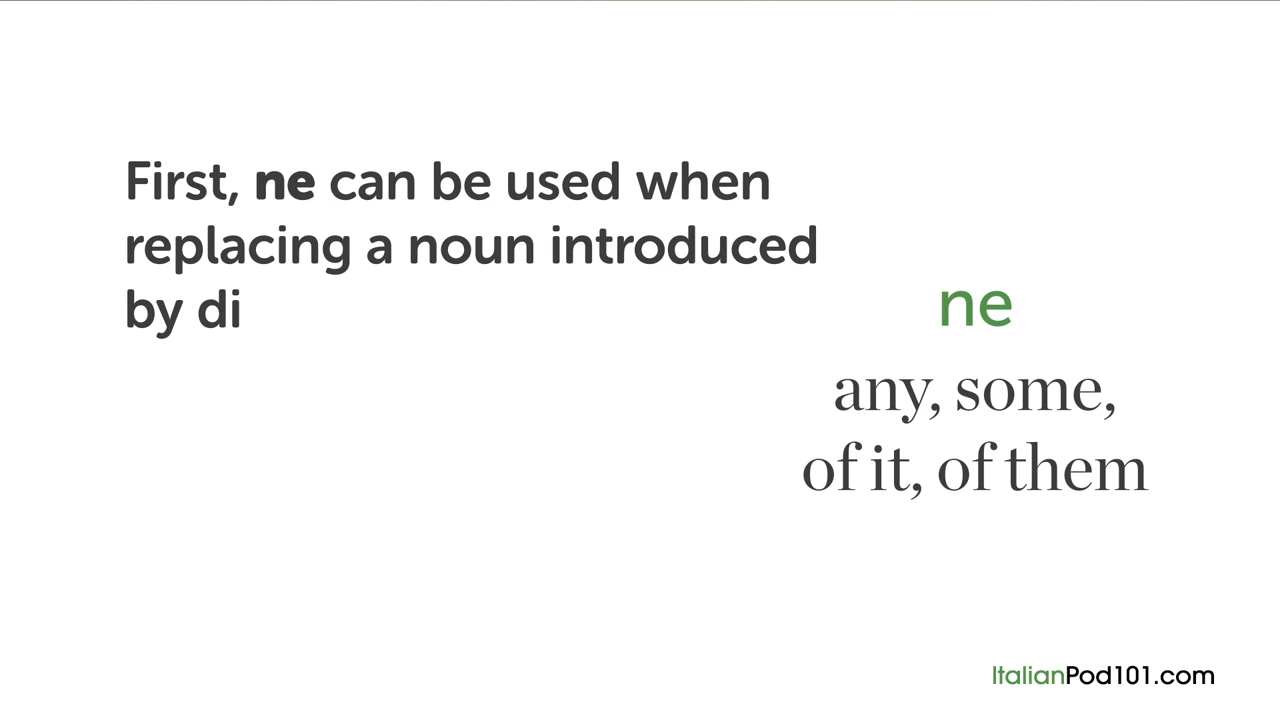 First, ne can be used when
replacing a noun introduced
by di
ne
any, some,
of it, of them
ItalianPod101.com